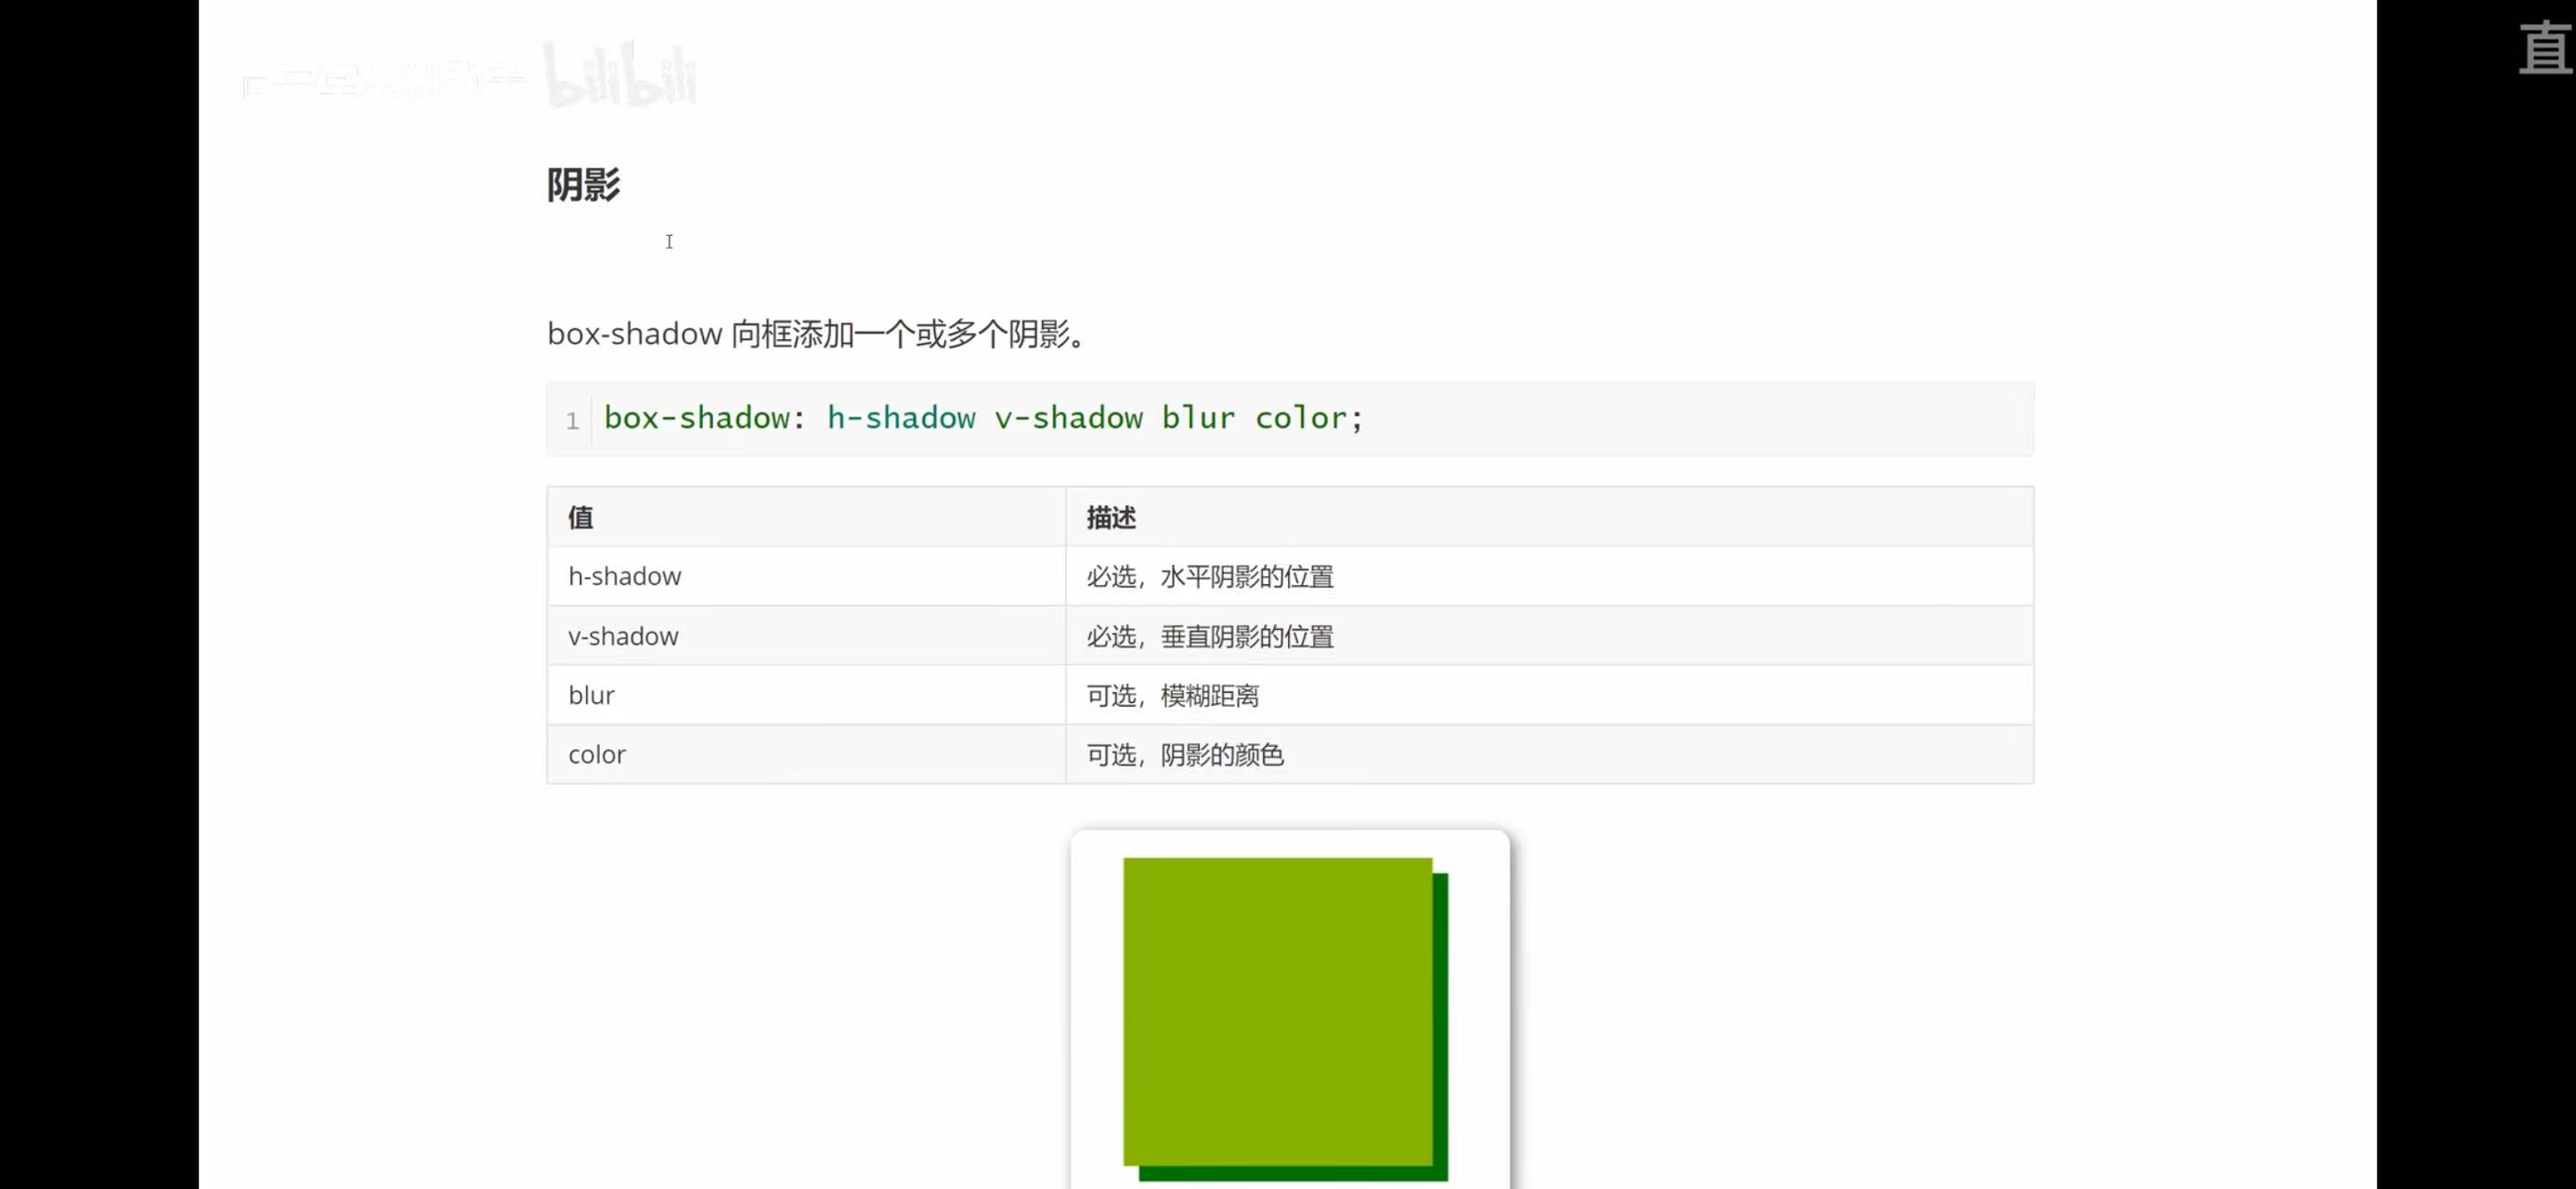 bilibili
直
阴影
box-shadow 向框添加一个或多个阴影。
1 box-shadow: h-shadow v-shadow blur color;
值 描述
h-shadow 必选，水平阴影的位置
v-shadow 必选，垂直阴影的位置
blur 可选，模糊距离
color 可选，阴影的颜色